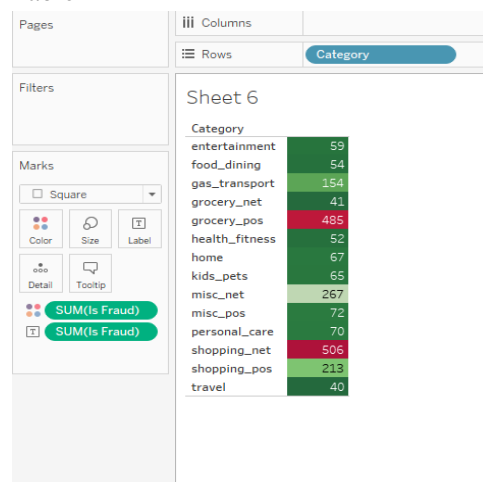 Pages
Columns
Rows
Category
Filters
Sheet 6
Category
entertainment 59
food_dining 54
gas_transport 154
grocery_net 41
grocery_pos 485
health_fitness 52
home 67
kids_pets 65
misc_net 267
misc_pos 72
personal_care 70
shopping_net 506
shopping_pos 213
travel 40
Marks
Square
Color Size Label
Detail Tooltip
SUM(Is Fraud)
SUM(Is Fraud)